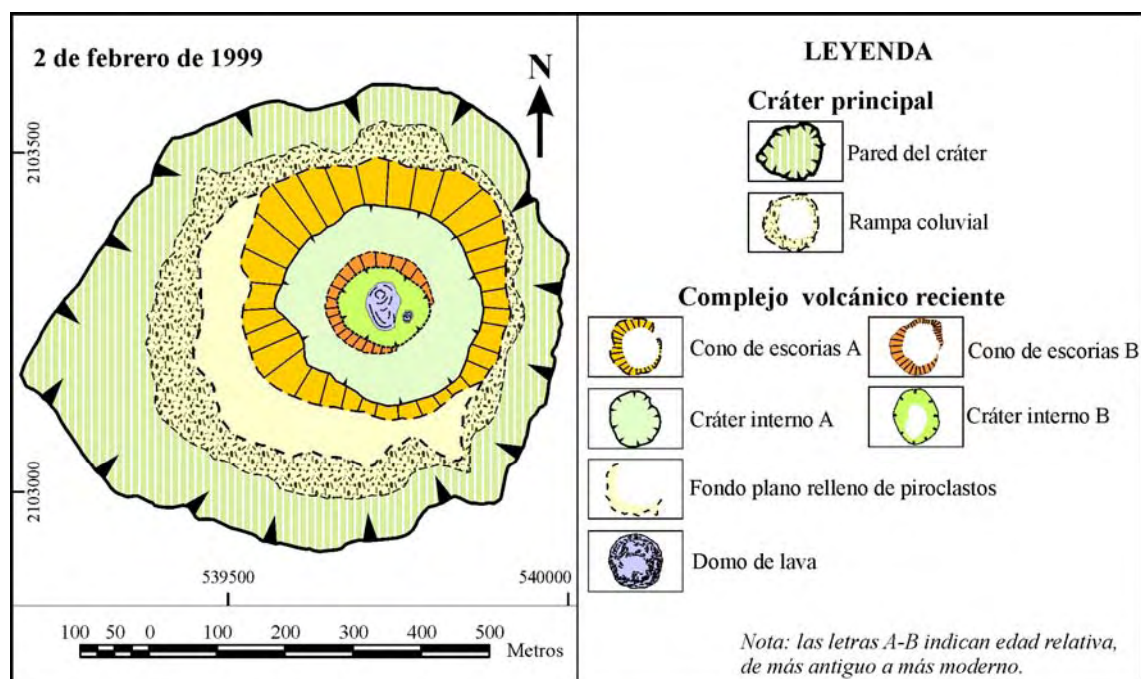 2 de febrero de 1999
N
2103500
2103000
539500
540000
100 50 0 100 200 300 400 500 Metros
LEYENDA
Cráter principal
Pared del cráter
Rampa coluvial
Complejo volcánico reciente
Cono de escorias A
Cono de escorias B
Cráter interno A
Cráter interno B
Fondo plano relleno de piroclastos
Domo de lava
Nota: las letras A-B indican edad relativa,
de más antiguo a más moderno.